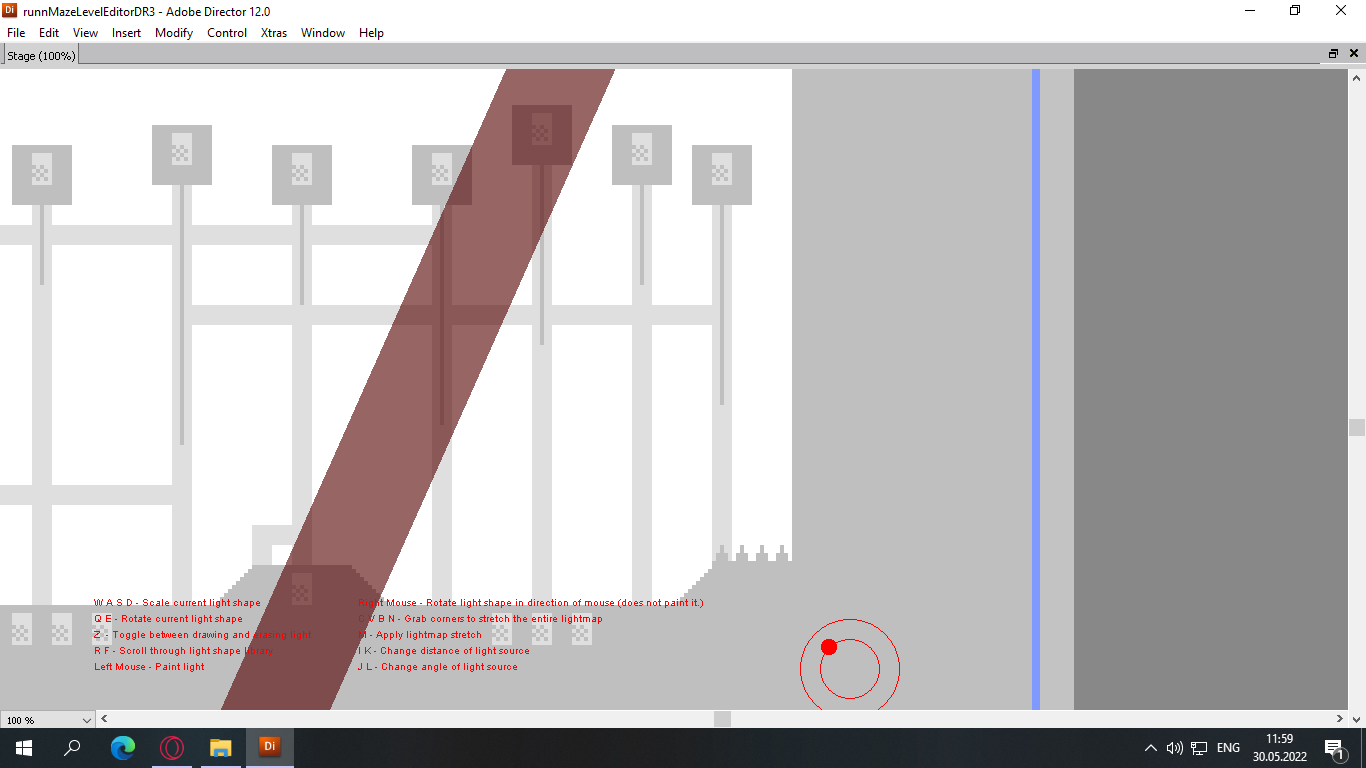 Di runnMazeLevelEditorDR3 - Adobe Director 12.0
File Edit View Insert Modify Control Xtras Window Help
Stage (100%)
W A S D - Scale current light shape
Q E - Rotate current light shape
Z - Toggle between drawing and erasing light
R F - Scroll through light shape library
Left Mouse - Paint light
Right Mouse - Rotate light shape in direction of mouse (does not paint it.)
C V B N - Grab corners to stretch the entire lightmap
M - Apply lightmap stretch
I K - Change distance of light source
J L - Change angle of light source
100 %
Di
ENG
11:59
30.05.2022
1